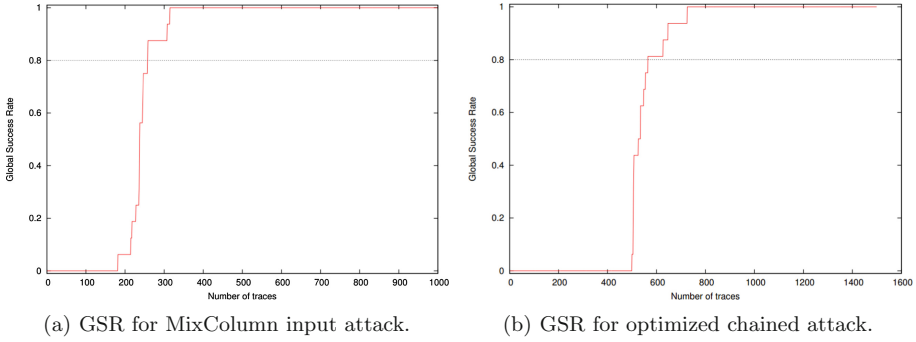 1
0.8
0.6
0.4
0.2
0
Global Success Rate
0 100 200 300 400 500 600 700 800 900 1000
Number of traces
(a) GSR for MixColumn input attack.
1
0.8
0.6
0.4
0.2
0
Global Success Rate
0 200 400 600 800 1000 1200 1400 1600
Number of traces
(b) GSR for optimized chained attack.